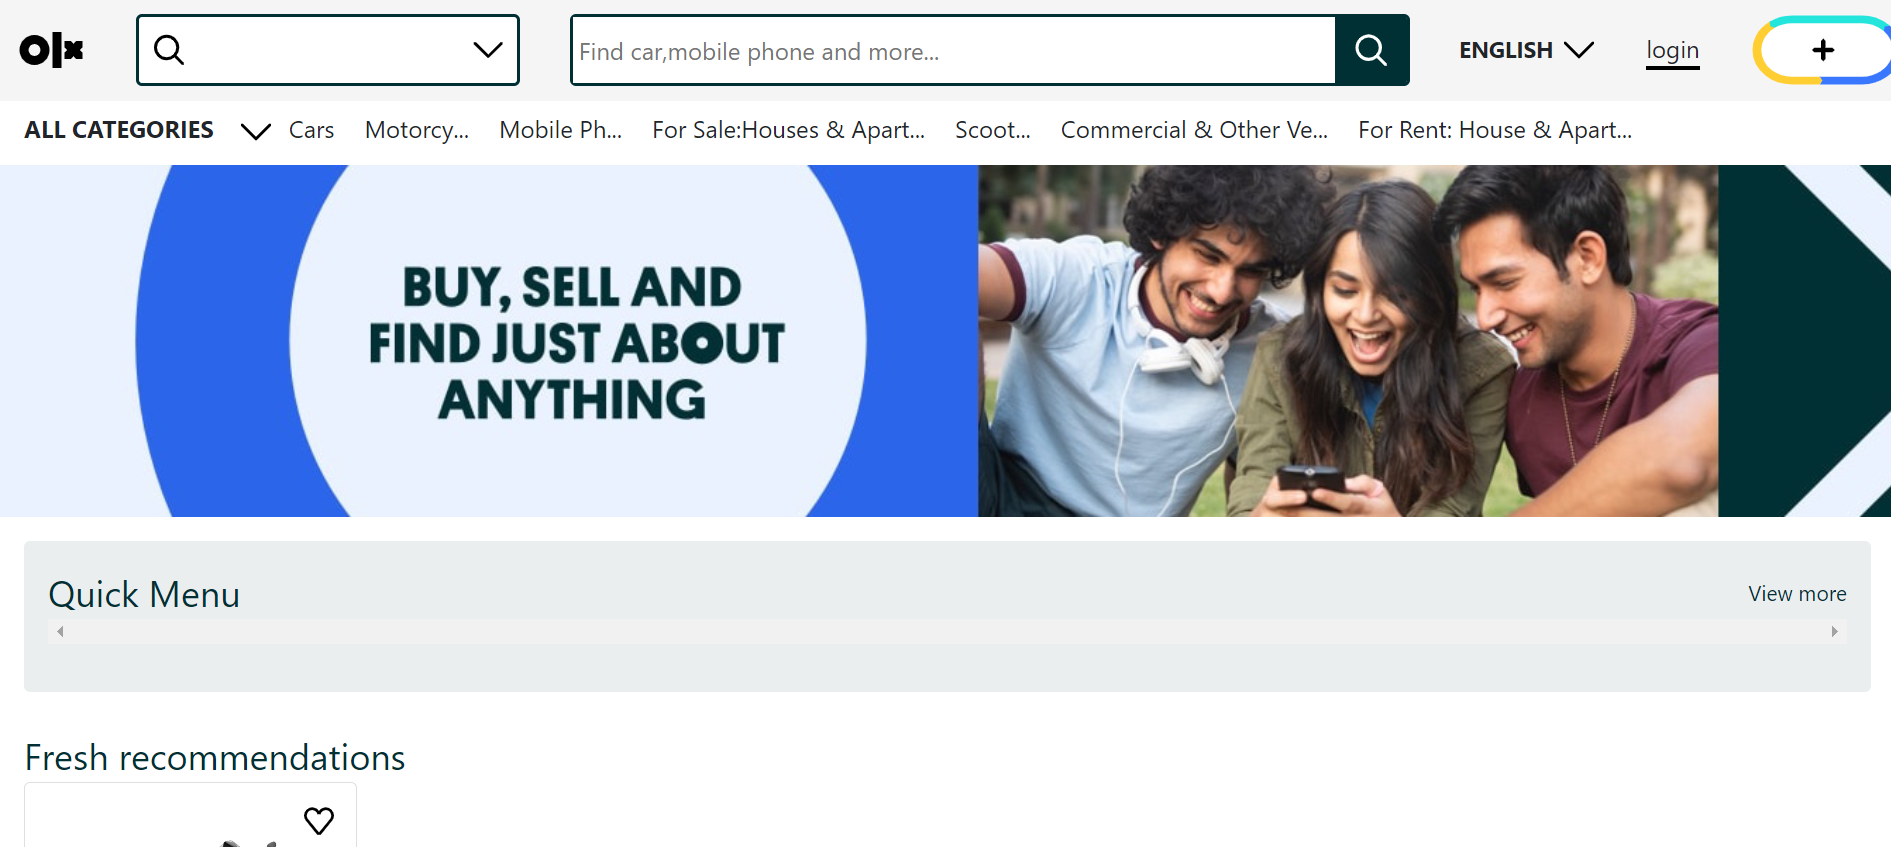 olx
Find car,mobile phone and more...
ENGLISH
login
ALL CATEGORIES
Cars
Motorcy...
Mobile Ph...
For Sale:Houses & Apart...
Scoot...
Commercial & Other Ve...
For Rent: House & Apart...
BUY, SELL AND
FIND JUST ABOUT
ANYTHING
Quick Menu
View more
Fresh recommendations